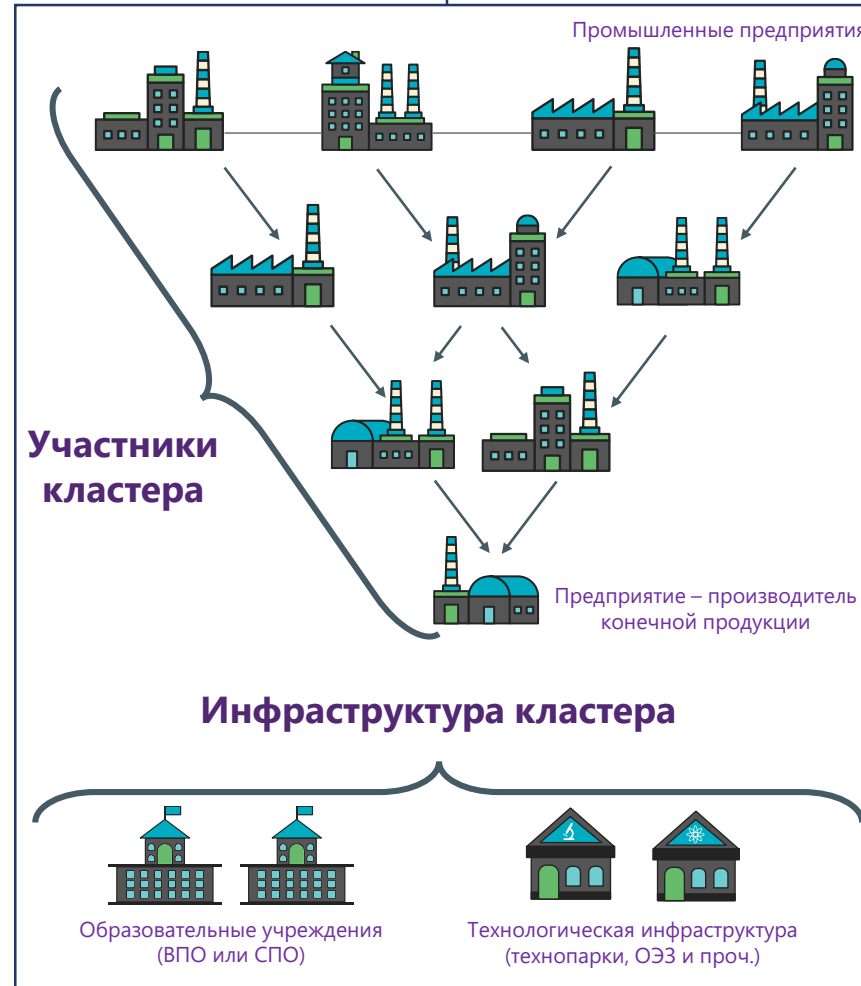 Промышленные предприятия
Участники
кластера
Предприятие – производитель
конечной продукции
Инфраструктура кластера
Образовательные учреждения
(ВПО или СПО)
Технологическая инфраструктура
(технопарки, ОЭЗ и проч.)